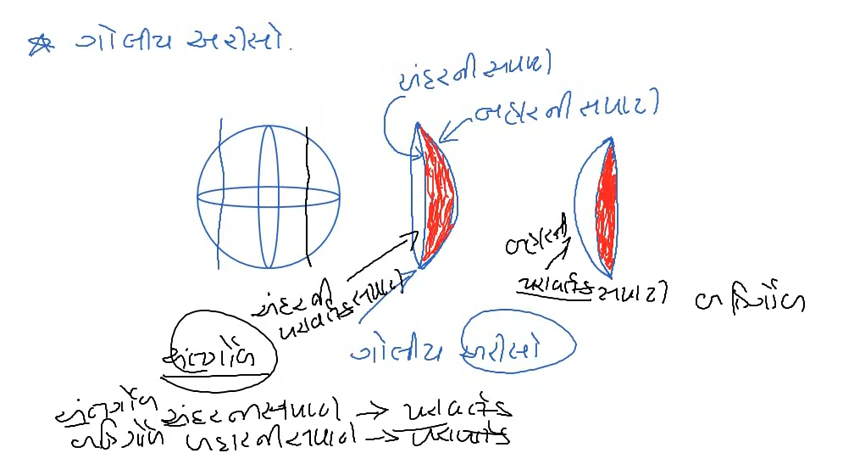 ગોલીય અરીસો.
અંદરની સપાટી
બહારની સપાટી
બહારની
પરાવર્તક સપાટી
બહિર્ગોળ
અંદરની
પરાવર્તક સપાટી
અંતર્ગોળ
ગોલીય અરીસો
અંતર્ગોળ અંદરની સપાટી → પરાવર્તક
બહિર્ગોળ બહારની સપાટી → પરાવર્તક